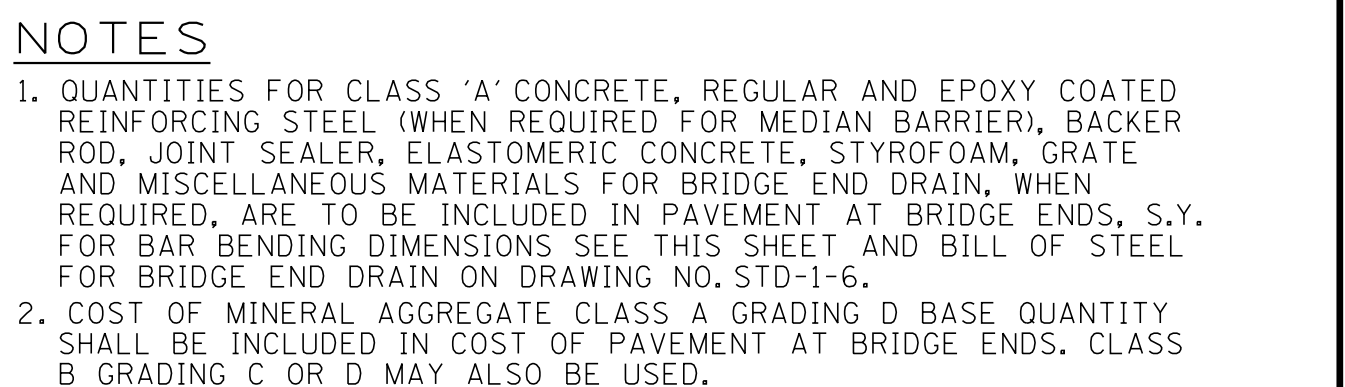 NOTES
1. QUANTITIES FOR CLASS 'A' CONCRETE, REGULAR AND EPOXY COATED
REINFORCING STEEL (WHEN REQUIRED FOR MEDIAN BARRIER), BACKER
ROD, JOINT SEALER, ELASTOMERIC CONCRETE, STYROFOAM, GRATE
AND MISCELLANEOUS MATERIALS FOR BRIDGE END DRAIN, WHEN
REQUIRED, ARE TO BE INCLUDED IN PAVEMENT AT BRIDGE ENDS, S.Y.
FOR BAR BENDING DIMENSIONS SEE THIS SHEET AND BILL OF STEEL
FOR BRIDGE END DRAIN ON DRAWING NO. STD-1-6.
2. COST OF MINERAL AGGREGATE CLASS A GRADING D BASE QUANTITY
SHALL BE INCLUDED IN COST OF PAVEMENT AT BRIDGE ENDS. CLASS
B GRADING C OR D MAY ALSO BE USED.